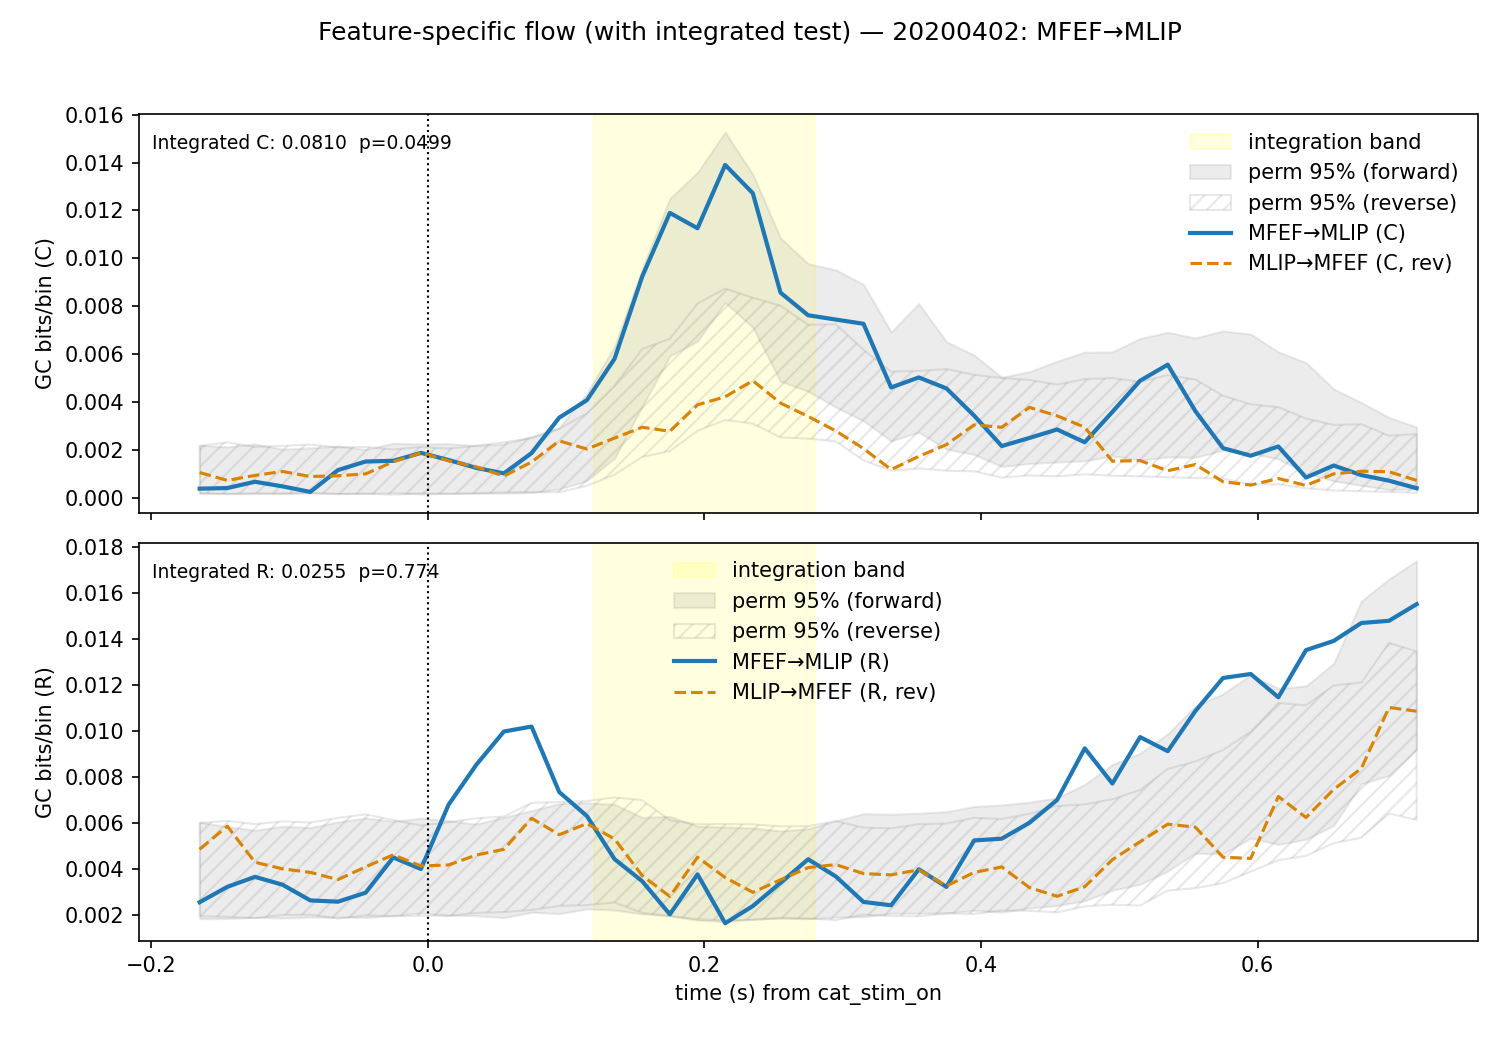 Feature-specific flow (with integrated test) — 20200402: MFEF→MLIP
Integrated C: 0.0810  p=0.0499
integration band
perm 95% (forward)
perm 95% (reverse)
MFEF→MLIP (C)
MLIP→MFEF (C, rev)
GC bits/bin (C)
0.016
0.014
0.012
0.010
0.008
0.006
0.004
0.002
0.000
Integrated R: 0.0255  p=0.774
integration band
perm 95% (forward)
perm 95% (reverse)
MFEF→MLIP (R)
MLIP→MFEF (R, rev)
GC bits/bin (R)
0.018
0.016
0.014
0.012
0.010
0.008
0.006
0.004
0.002
−0.2 0.0 0.2 0.4 0.6
time (s) from cat_stim_on